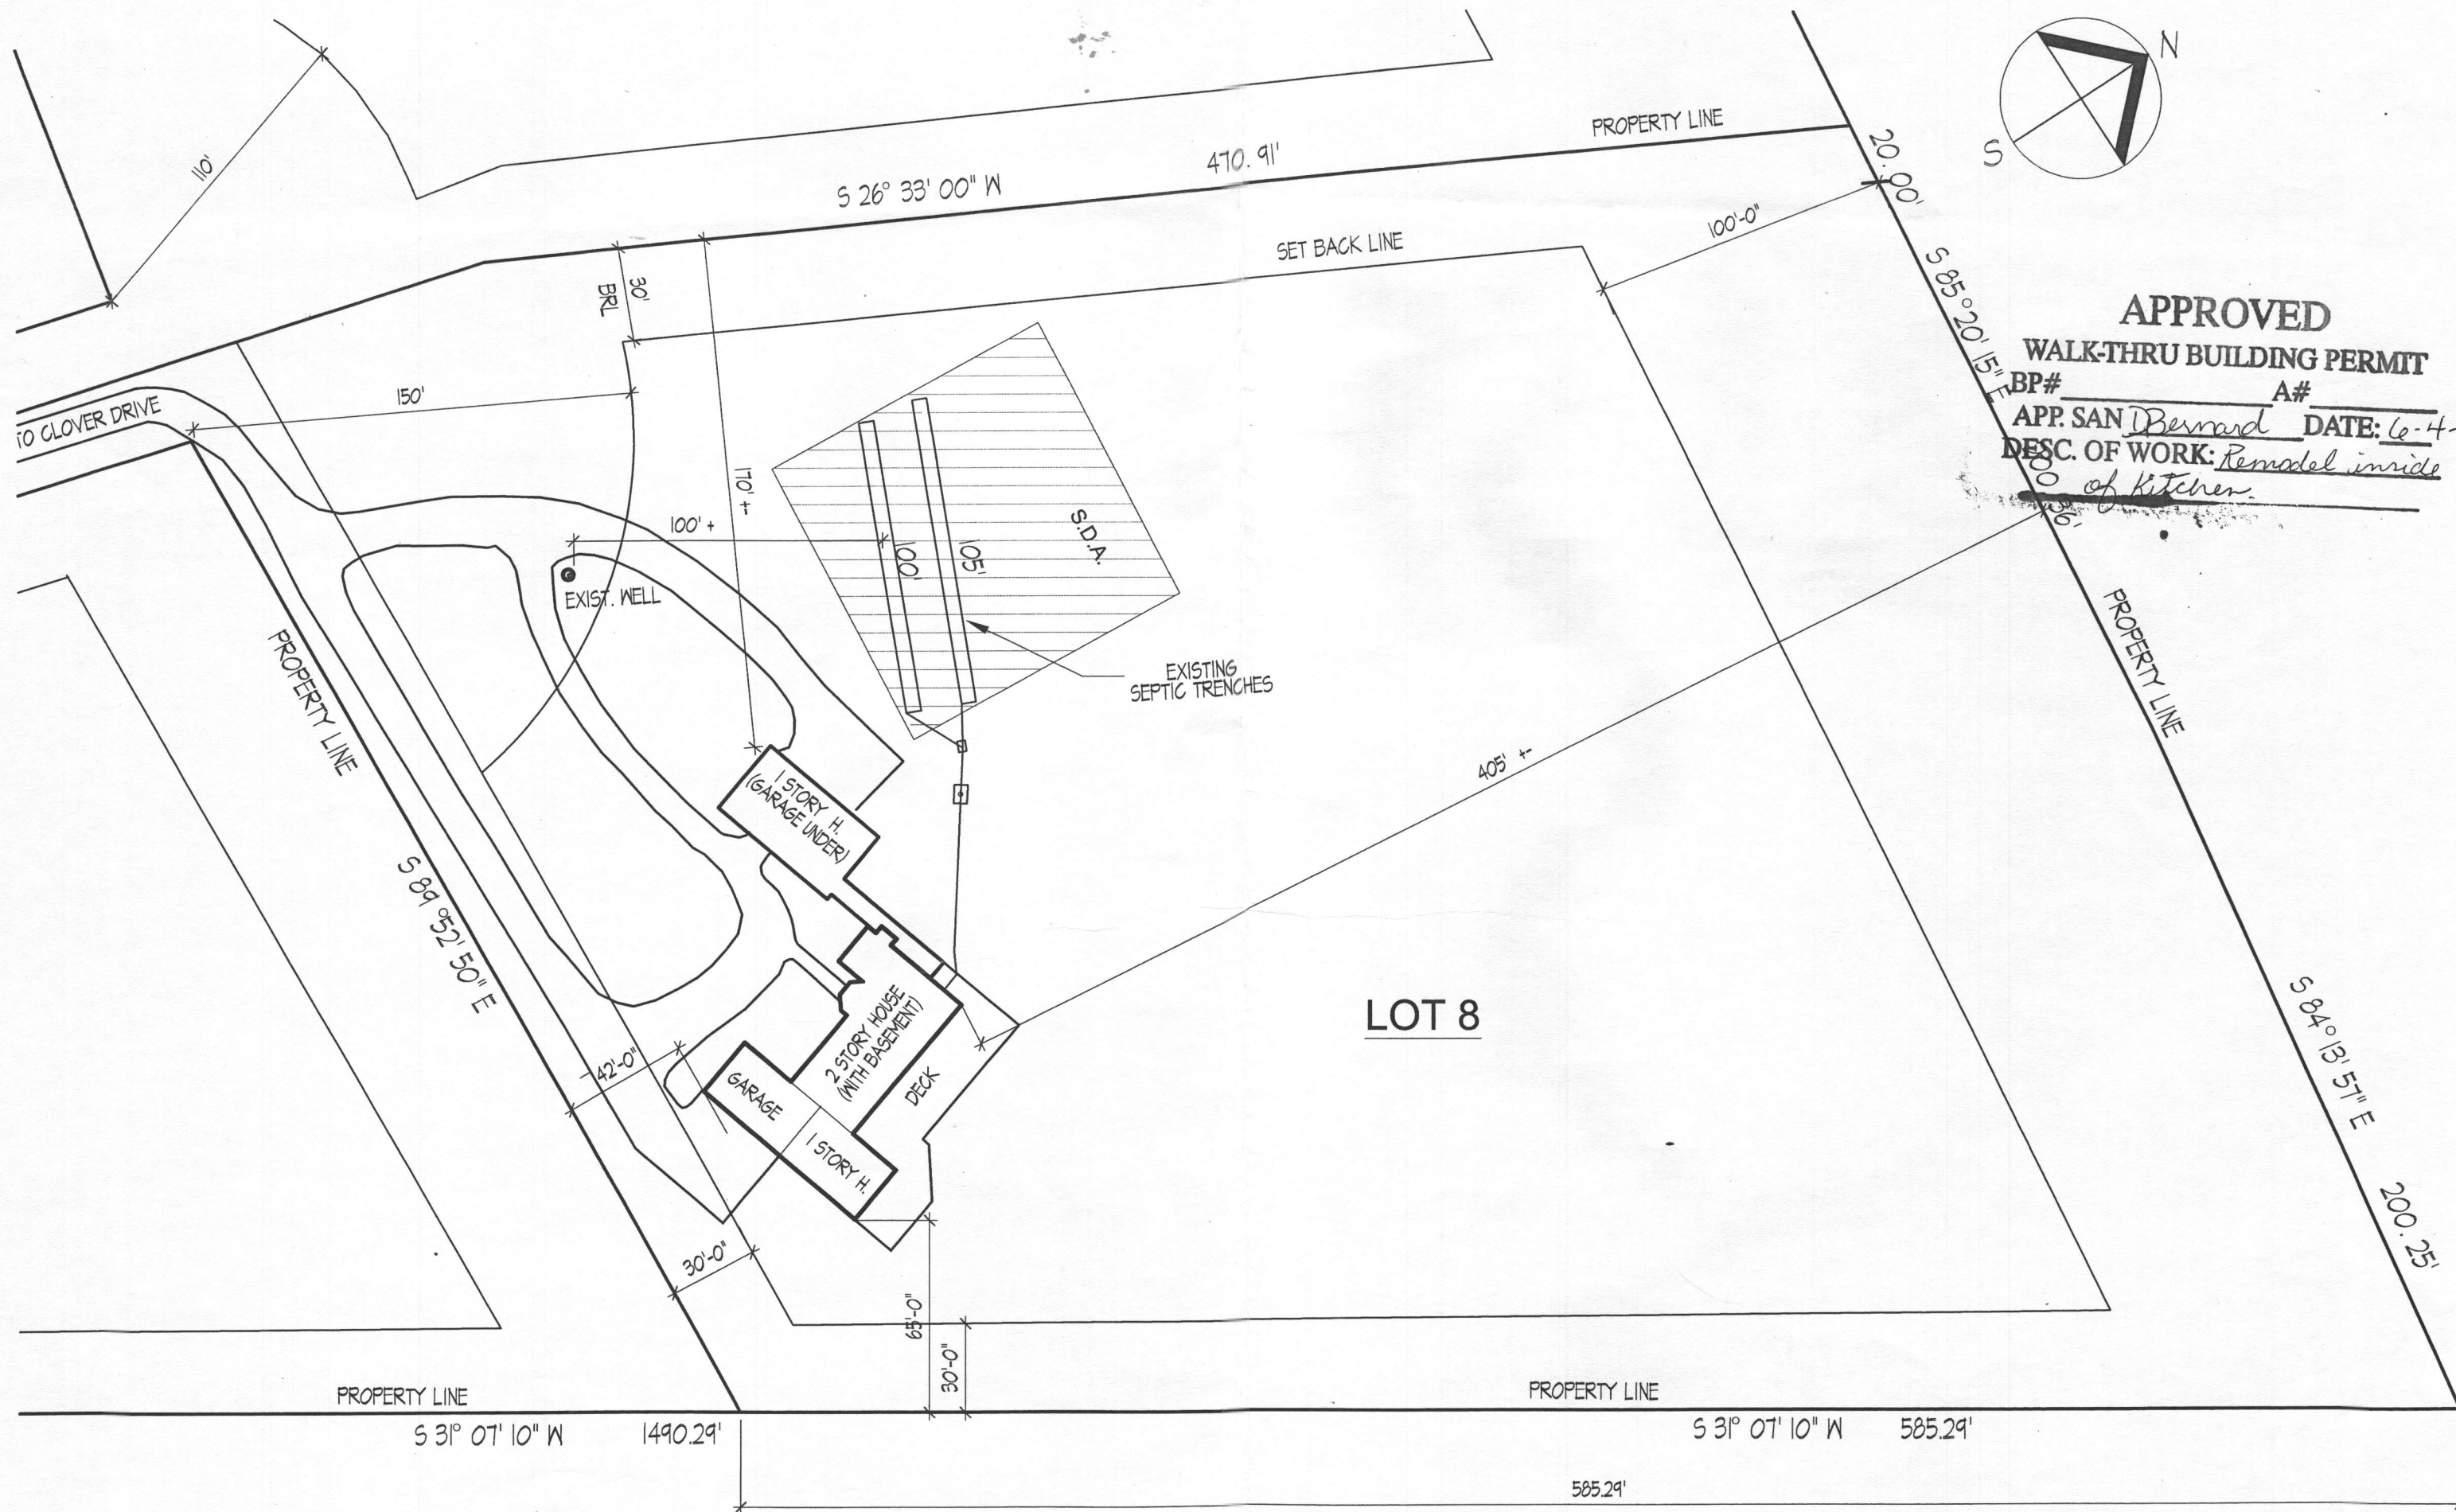 N
S
110'
PROPERTY LINE
20.00'
470.91'
S 26° 33' 00" W
100'-0"
SET BACK LINE
S 85° 20' 15" E
30'
BRL
APPROVED
WALK-THRU BUILDING PERMIT
BP# A#
APP. SAN DBernard DATE: 6-4-
DESC. OF WORK: Remodel inside
of Kitchen.
150'
TO CLOVER DRIVE
170' +-
100' +
100'
105'
S.D.A.
EXIST. WELL
EXISTING
SEPTIC TRENCHES
PROPERTY LINE
PROPERTY LINE
405' +-
1 STORY H.
(GARAGE UNDER)
S 89° 52' 50" E
2 STORY HOUSE
(WITH BASEMENT)
LOT 8
S 84° 13' 57" E
200.25'
42'-0"
GARAGE
DECK
1 STORY H.
30'-0"
65'-0"
30'-0"
PROPERTY LINE
PROPERTY LINE
S 31° 07' 10" W 1490.29'
S 31° 07' 10" W 585.29'
585.29'